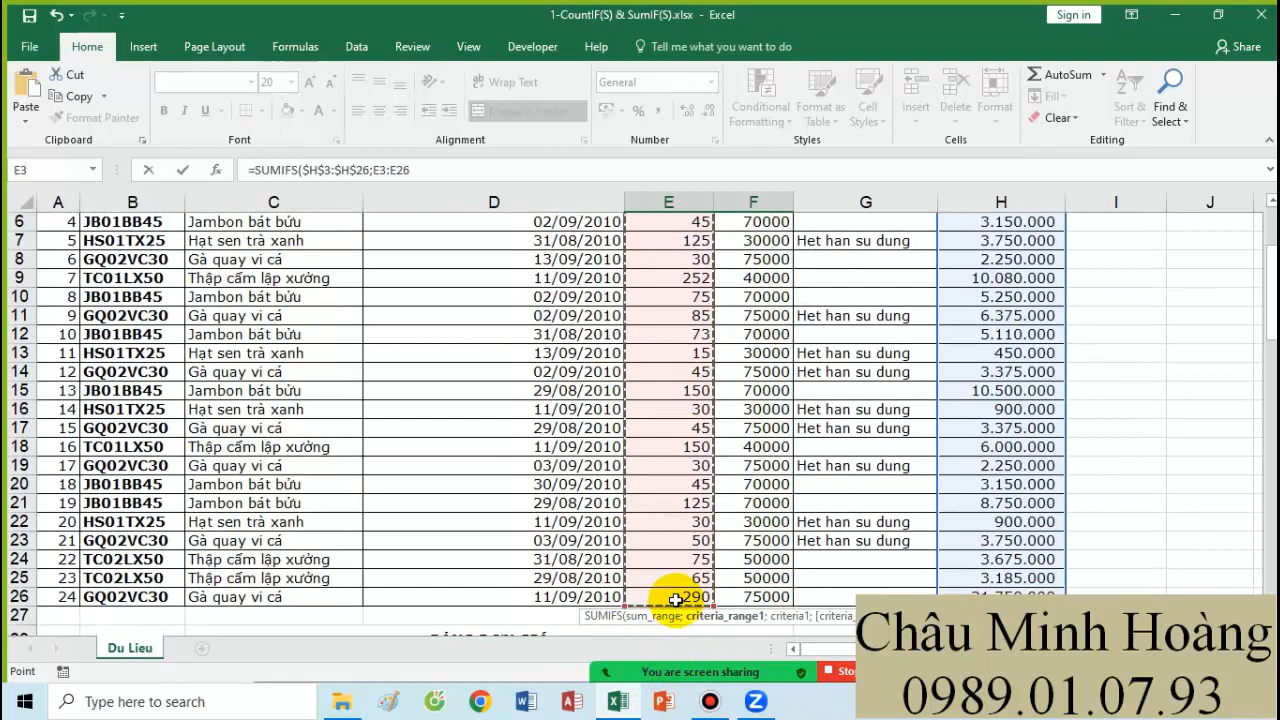 1-CountIF(S) & SumIF(S).xlsx - Excel
Sign in
File Home Insert Page Layout Formulas Data Review View Developer Help Tell me what you want to do Share
Paste
Cut
Copy
Format Painter
Clipboard
20
A A
B I U
A
Font
Wrap Text
Alignment
General
%
Number
Conditional Formatting
Format as Table
Cell Styles
Styles
Insert
Delete
Format
Cells
AutoSum
Fill
Clear
Sort & Filter
Find & Select
Editing
E3 fx =SUMIFS($H$3:$H$26;E3:E26
A B C D E F G H I J
6 4 JB01BB45 Jambon bát bửu 02/09/2010 45 70000 3.150.000
7 5 HS01TX25 Hạt sen trà xanh 31/08/2010 125 30000 Het han su dung 3.750.000
8 6 GQ02VC30 Gà quay vi cá 13/09/2010 30 75000 2.250.000
9 7 TC01LX50 Thập cẩm lập xưởng 11/09/2010 252 40000 10.080.000
10 8 JB01BB45 Jambon bát bửu 02/09/2010 75 70000 5.250.000
11 9 GQ02VC30 Gà quay vi cá 02/09/2010 85 75000 Het han su dung 6.375.000
12 10 JB01BB45 Jambon bát bửu 31/08/2010 73 70000 5.110.000
13 11 HS01TX25 Hạt sen trà xanh 13/09/2010 15 30000 Het han su dung 450.000
14 12 GQ02VC30 Gà quay vi cá 02/09/2010 45 75000 Het han su dung 3.375.000
15 13 JB01BB45 Jambon bát bửu 29/08/2010 150 70000 10.500.000
16 14 HS01TX25 Hạt sen trà xanh 11/09/2010 30 30000 Het han su dung 900.000
17 15 GQ02VC30 Gà quay vi cá 29/08/2010 45 75000 Het han su dung 3.375.000
18 16 TC01LX50 Thập cẩm lập xưởng 11/09/2010 150 40000 6.000.000
19 17 GQ02VC30 Gà quay vi cá 03/09/2010 30 75000 Het han su dung 2.250.000
20 18 JB01BB45 Jambon bát bửu 30/08/2010 45 70000 3.150.000
21 19 JB01BB45 Jambon bát bửu 29/08/2010 125 70000 8.750.000
22 20 HS01TX25 Hạt sen trà xanh 11/09/2010 30 30000 Het han su dung 900.000
23 21 GQ02VC30 Gà quay vi cá 03/09/2010 50 75000 Het han su dung 3.750.000
24 22 TC02LX50 Thập cẩm lập xưởng 31/08/2010 75 50000 3.675.000
25 23 TC02LX50 Thập cẩm lập xưởng 29/08/2010 65 50000 3.185.000
26 24 GQ02VC30 Gà quay vi cá 11/09/2010 290 75000
27 SUMIFS(sum_range; criteria_range1; criteria1; [criteria_
Du Lieu
Point
You are screen sharing
Type here to search
Châu Minh Hoàng
0989.01.07.93